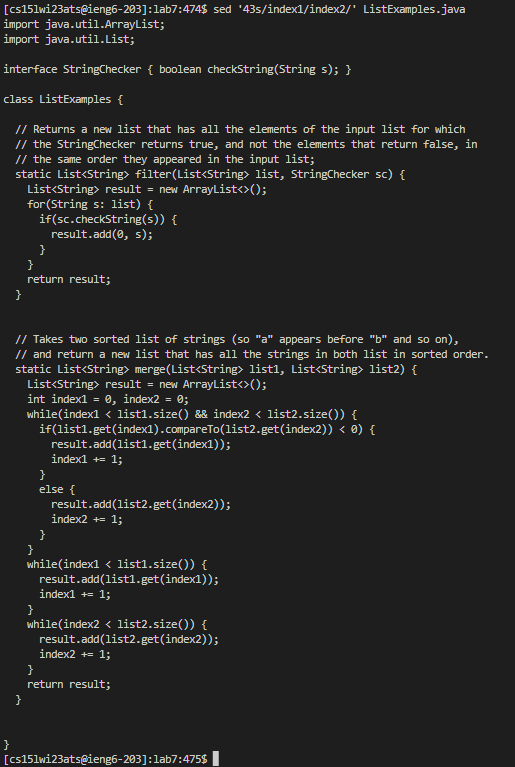 [cs15lwi23ats@ieng6-203]:lab7:474$ sed '43s/index1/index2/' ListExamples.java
import java.util.ArrayList;
import java.util.List;

interface StringChecker { boolean checkString(String s); }

class ListExamples {

  // Returns a new list that has all the elements of the input list for which
  // the StringChecker returns true, and not the elements that return false, in
  // the same order they appeared in the input list;
  static List<String> filter(List<String> list, StringChecker sc) {
    List<String> result = new ArrayList<>();
    for(String s: list) {
      if(sc.checkString(s)) {
        result.add(0, s);
      }
    }
    return result;
  }


  // Takes two sorted list of strings (so "a" appears before "b" and so on),
  // and return a new list that has all the strings in both list in sorted order.
  static List<String> merge(List<String> list1, List<String> list2) {
    List<String> result = new ArrayList<>();
    int index1 = 0, index2 = 0;
    while(index1 < list1.size() && index2 < list2.size()) {
      if(list1.get(index1).compareTo(list2.get(index2)) < 0) {
        result.add(list1.get(index1));
        index1 += 1;
      }
      else {
        result.add(list2.get(index2));
        index2 += 1;
      }
    }
    while(index1 < list1.size()) {
      result.add(list1.get(index1));
      index1 += 1;
    }
    while(index2 < list2.size()) {
      result.add(list2.get(index2));
      index2 += 1;
    }
    return result;
  }


}
[cs15lwi23ats@ieng6-203]:lab7:475$